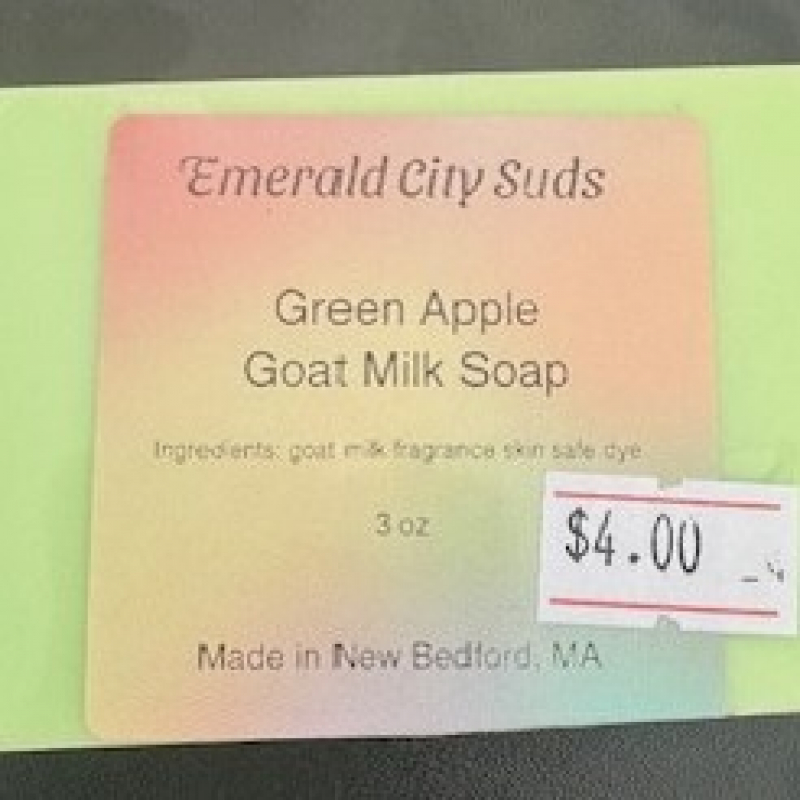 Emerald City Suds
Green Apple
Goat Milk Soap
Ingredients: goat milk fragrance skin safe dye
3 oz
$4.00
Made in New Bedford, MA